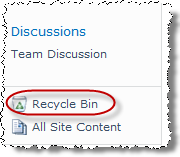 Discussions
Team Discussion
Recycle Bin
All Site Content